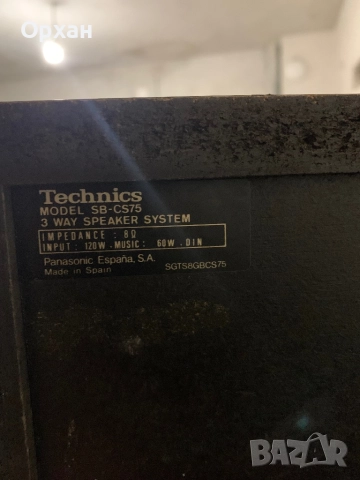 Орхан
Technics
MODEL SB-CS75
3 WAY SPEAKER SYSTEM
IMPEDANCE : 8Ω
INPUT : 120W . MUSIC : 60W . DIN
Panasonic España, S.A.
Made in Spain SGTS8GBCS75
BAZAR